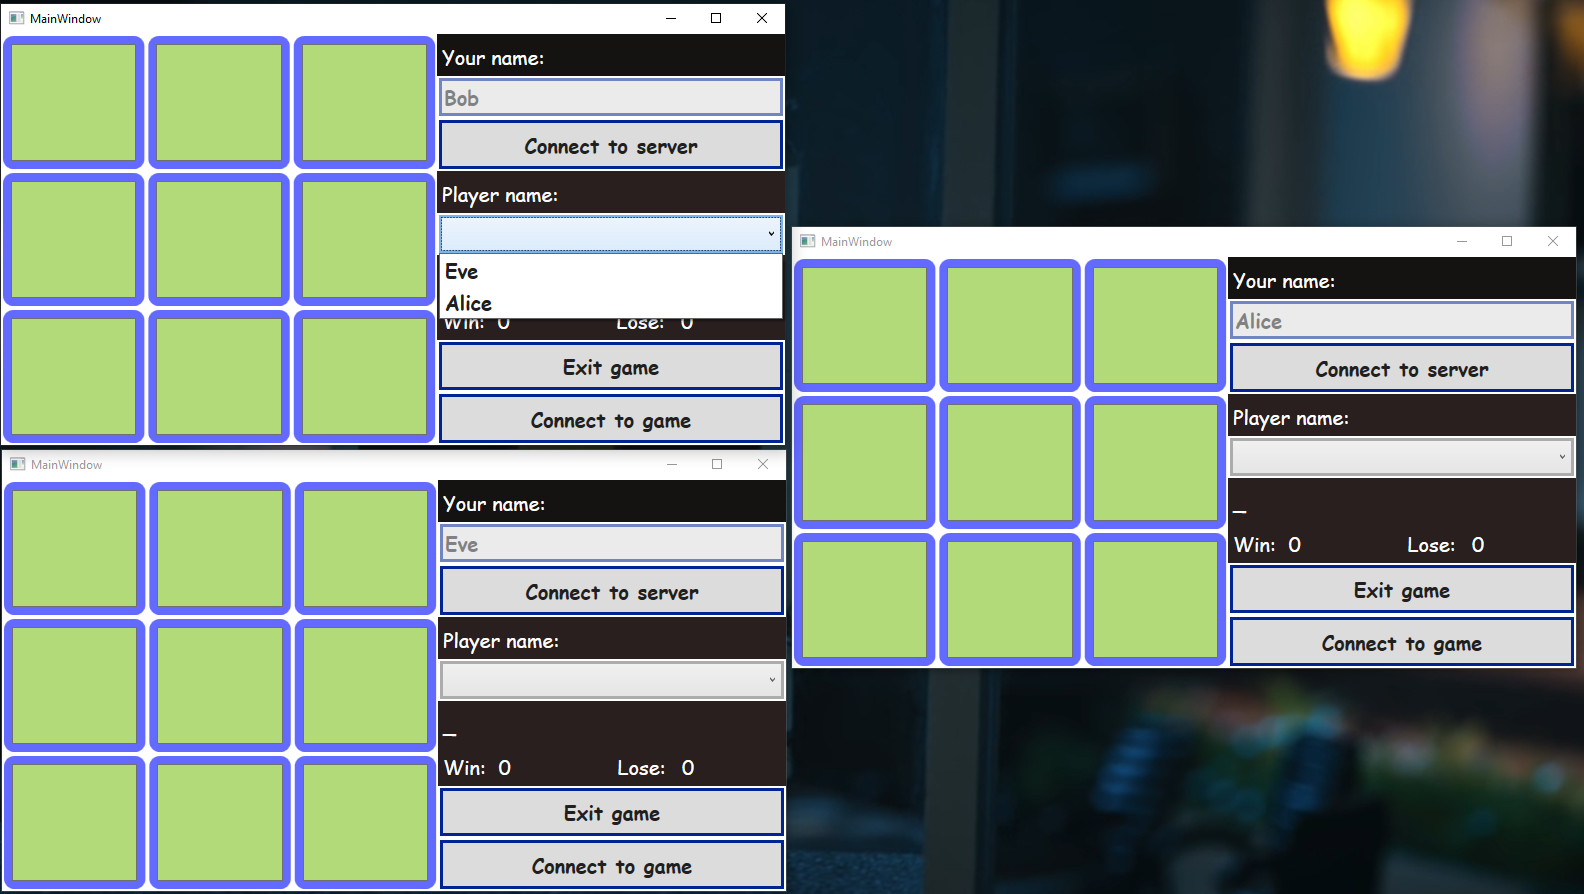 MainWindow
Your name:
Bob
Connect to server
Player name:
Eve
Alice
Win: 0 Lose: 0
Exit game
Connect to game
MainWindow
Your name:
Alice
Connect to server
Player name:
_
Win: 0 Lose: 0
Exit game
Connect to game
MainWindow
Your name:
Eve
Connect to server
Player name:
_
Win: 0 Lose: 0
Exit game
Connect to game